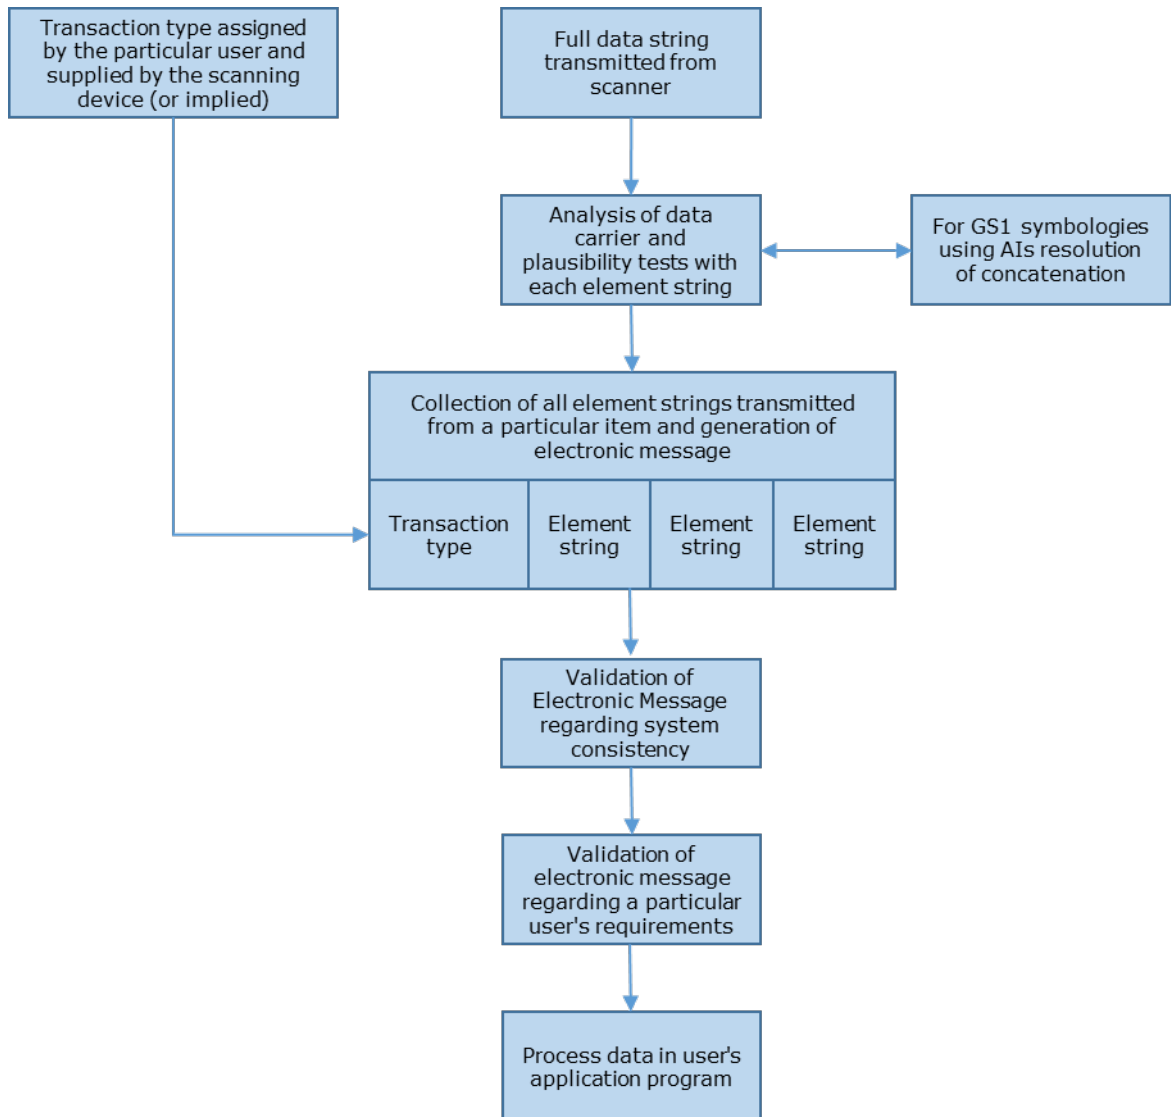 Transaction type assigned
by the particular user and
supplied by the scanning
device (or implied)
Full data string
transmitted from
scanner
Analysis of data
carrier and
plausibility tests with
each element string
For GS1 symbologies
using AIs resolution
of concatenation
Collection of all element strings transmitted
from a particular item and generation of
electronic message
Transaction
type
Element
string
Element
string
Element
string
Validation of
Electronic Message
regarding system
consistency
Validation of
electronic message
regarding a particular
user's requirements
Process data in user's
application program